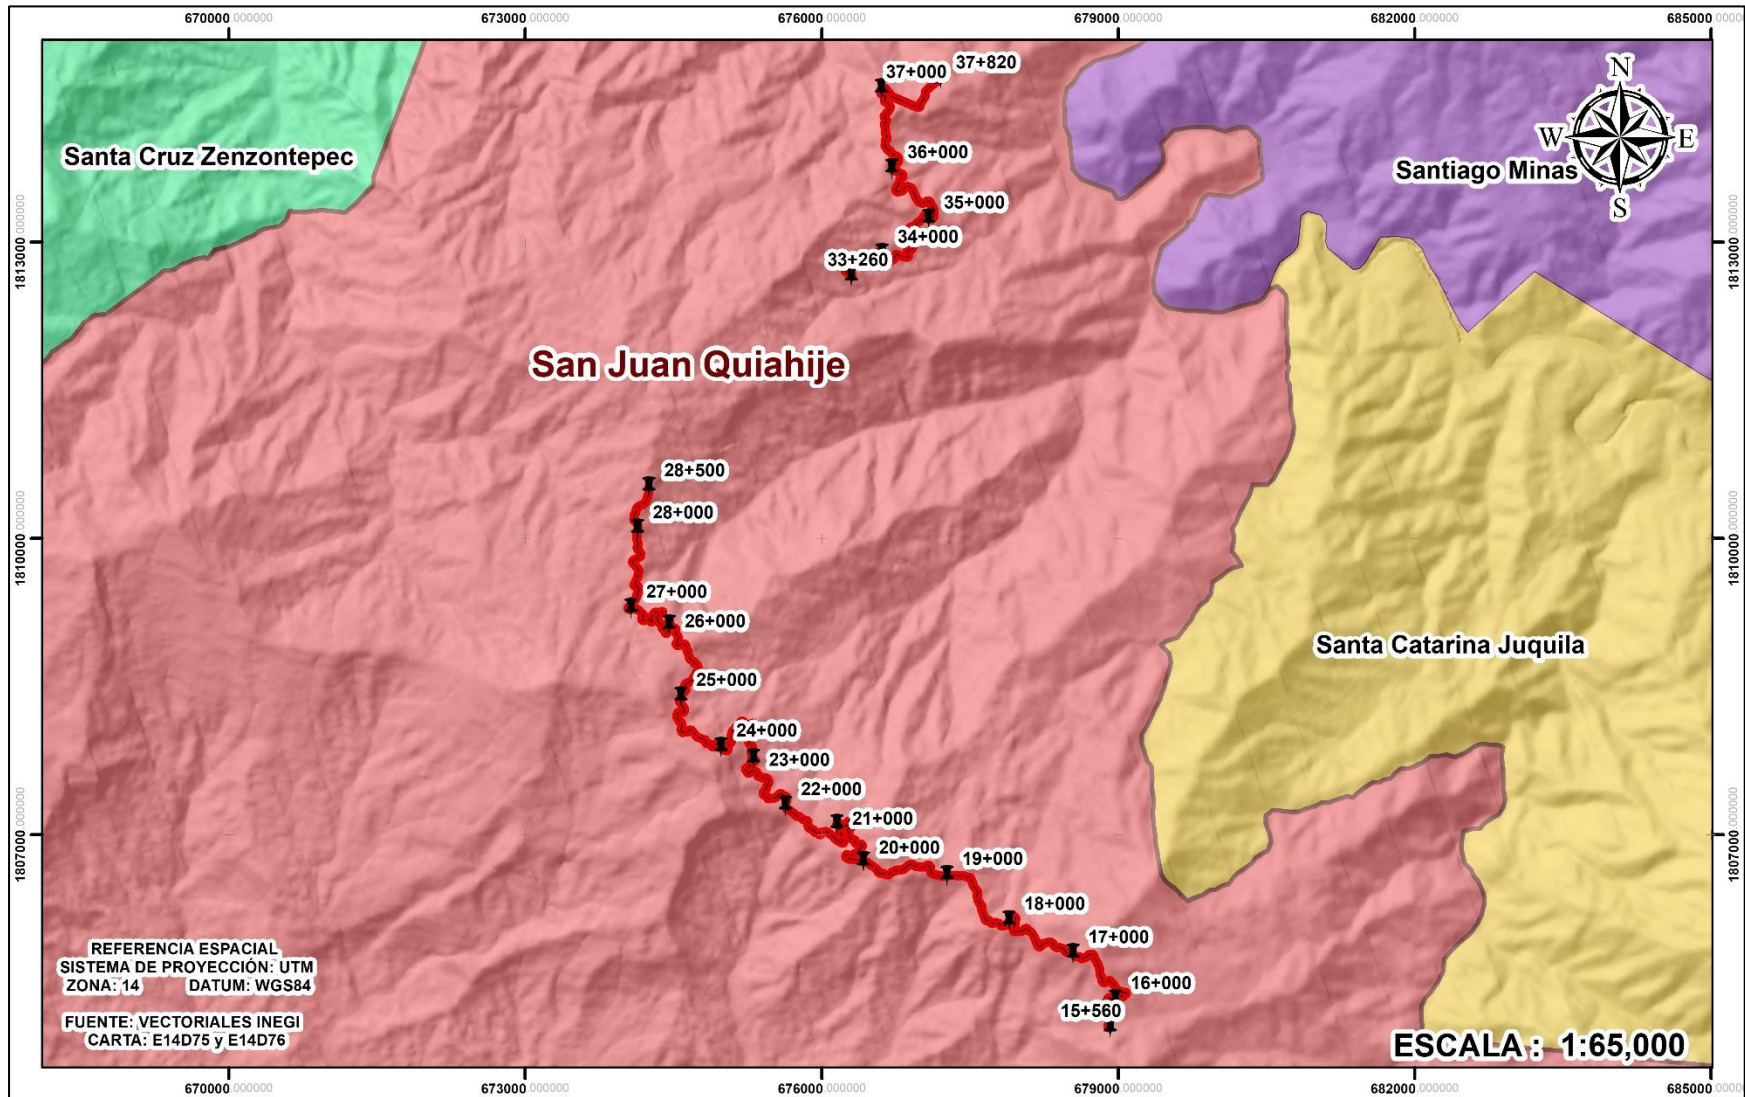 670000.000000 673000.000000 676000.000000 679000.000000 682000.000000 685000.000000
37+000
37+820
N
W E
S
Santa Cruz Zenzontepec
36+000
Santiago Minas
35+000
34+000
33+260
1813000.000000
1813000.000000
San Juan Quiahije
28+500
28+000
1810000.000000
1810000.000000
27+000
26+000
Santa Catarina Juquila
25+000
24+000
23+000
22+000
21+000
20+000
19+000
1807000.000000
1807000.000000
18+000
17+000
16+000
15+560
REFERENCIA ESPACIAL
SISTEMA DE PROYECCIÓN: UTM
ZONA: 14 DATUM: WGS84
FUENTE: VECTORIALES INEGI
CARTA: E14D75 y E14D76
ESCALA : 1:65,000
670000.000000 673000.000000 676000.000000 679000.000000 682000.000000 685000.000000